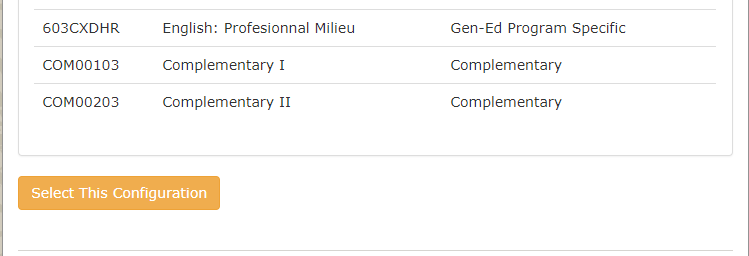 603CXDHR English: Profesionnal Milieu Gen-Ed Program Specific
COM00103 Complementary I Complementary
COM00203 Complementary II Complementary
Select This Configuration